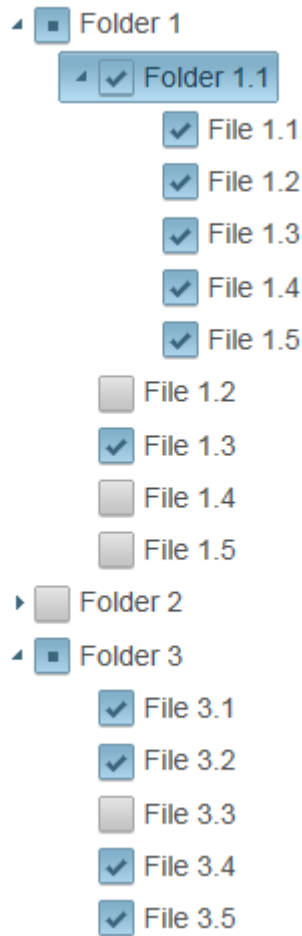 Folder 1
Folder 1.1
File 1.1
File 1.2
File 1.3
File 1.4
File 1.5
File 1.2
File 1.3
File 1.4
File 1.5
Folder 2
Folder 3
File 3.1
File 3.2
File 3.3
File 3.4
File 3.5